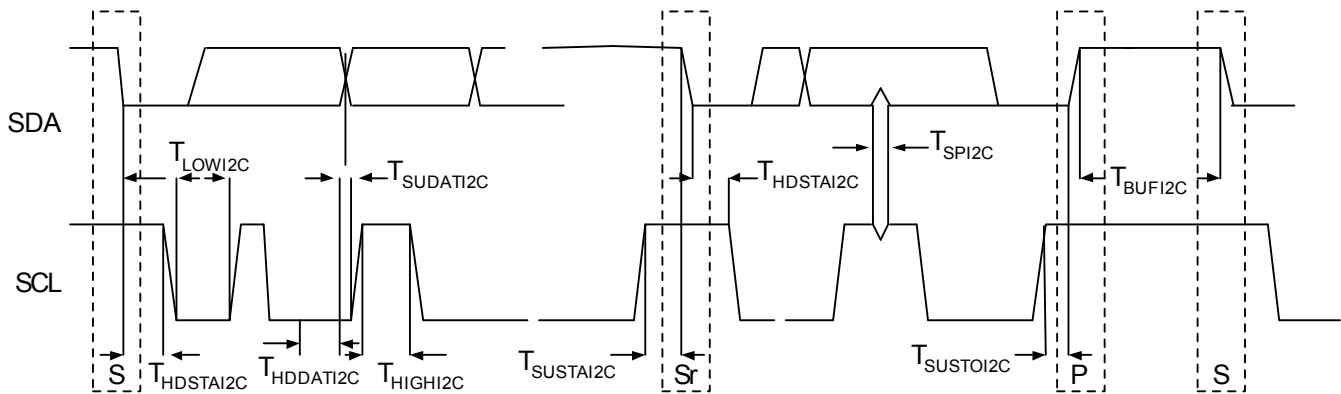 SDA
T_LOWI2C
T_SUDATI2C
T_SPI2C
T_HDSTAI2C
T_BUFI2C
SCL
S
T_HDSTAI2C
T_HDDATI2C
T_HIGHI2C
T_SUSTAI2C
Sr
T_SUSTOI2C
P
S